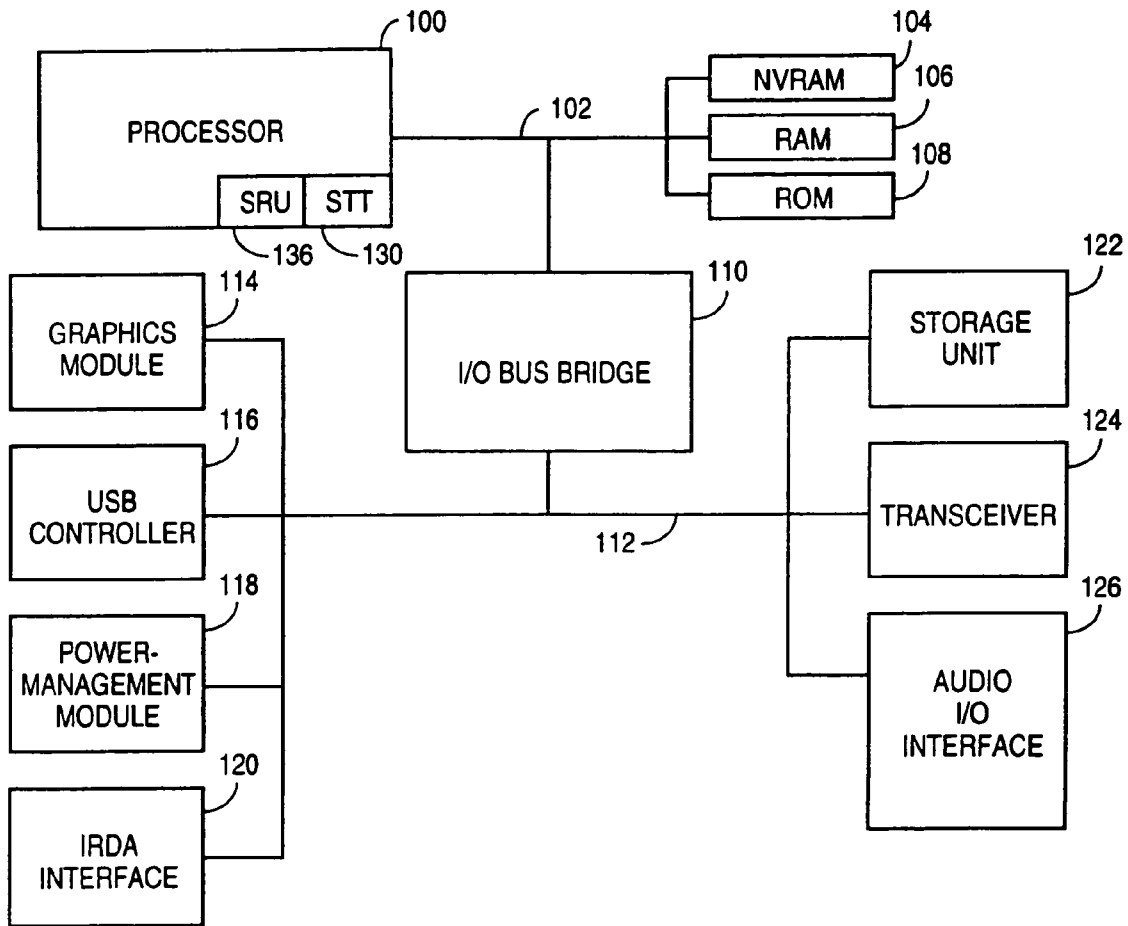 100
PROCESSOR
SRU
STT
136
130
102
104
NVRAM
106
RAM
108
ROM
110
I/O BUS BRIDGE
114
GRAPHICS
MODULE
116
USB
CONTROLLER
118
POWER-
MANAGEMENT
MODULE
120
IRDA
INTERFACE
112
122
STORAGE
UNIT
124
TRANSCEIVER
126
AUDIO
I/O
INTERFACE